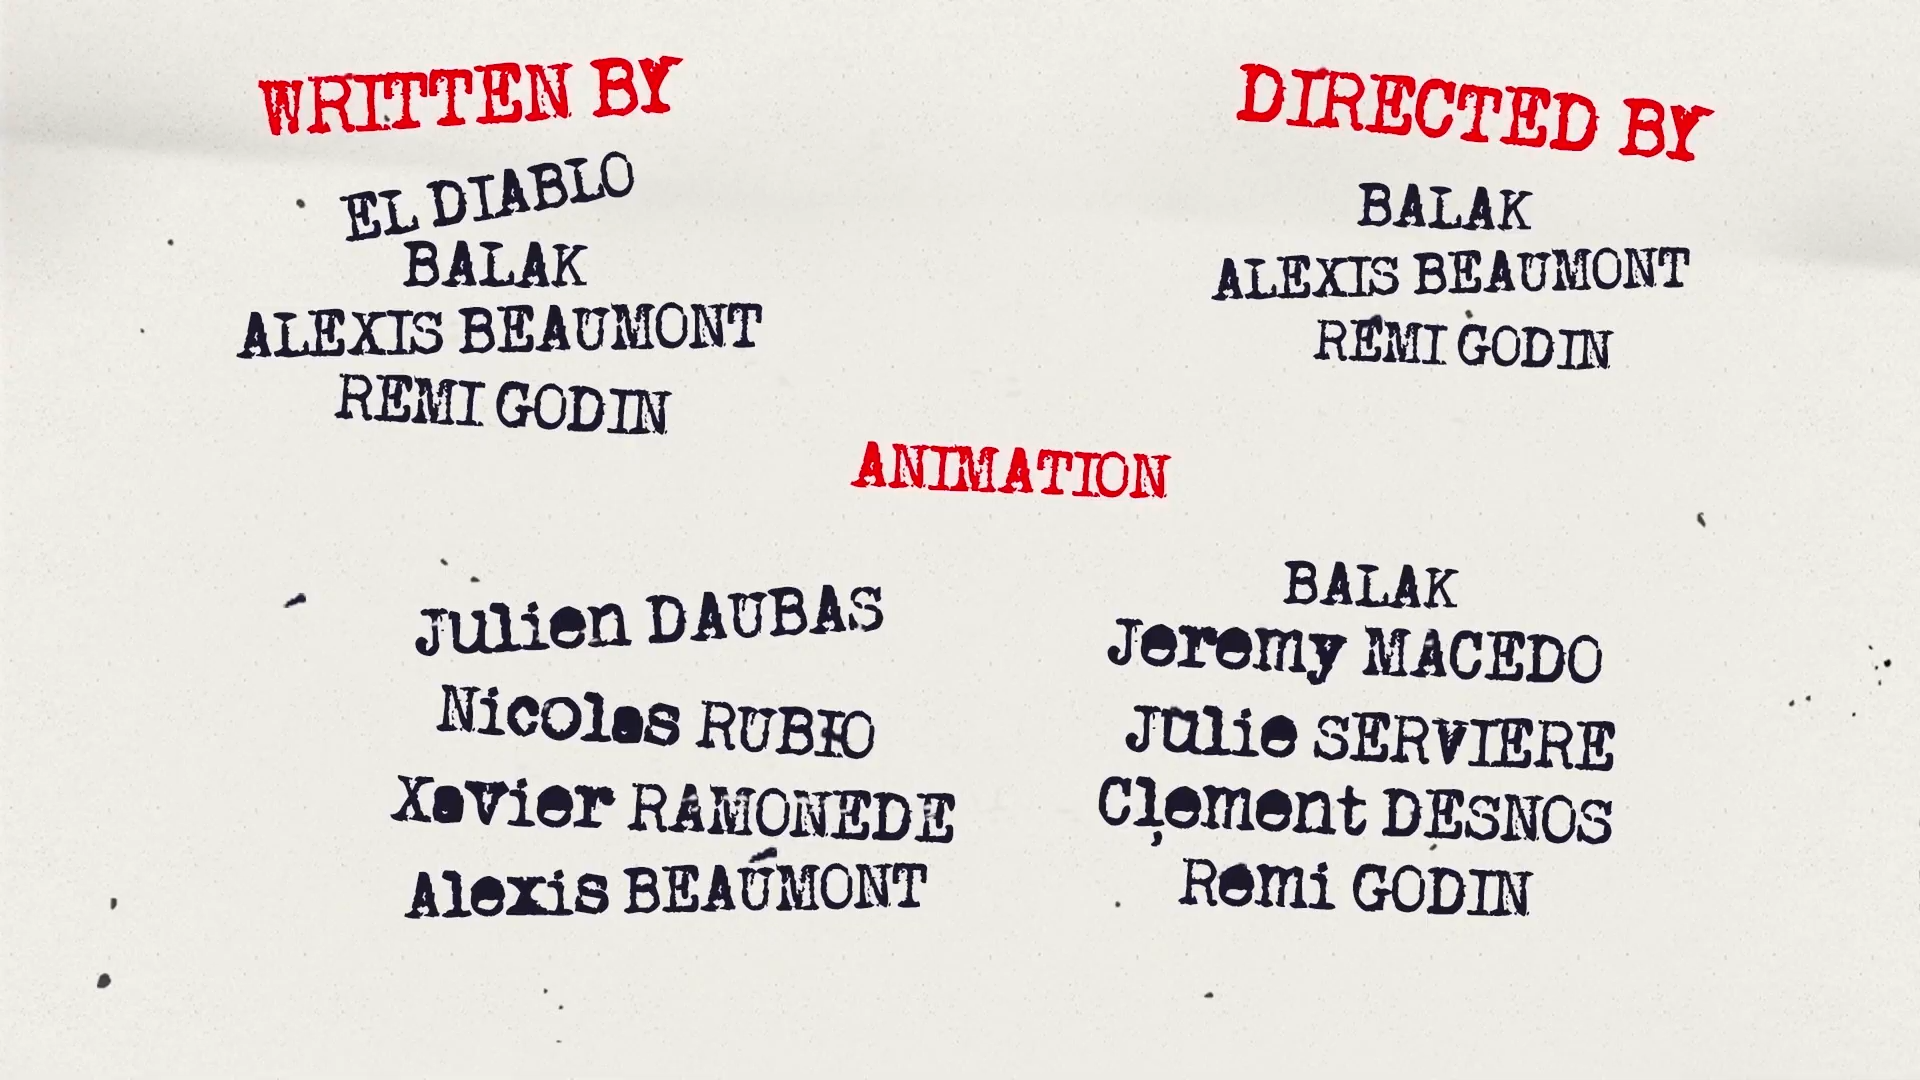 WRITTEN BY
EL DIABLO
BALAK
ALEXIS BEAUMONT
REMI GODIN
DIRECTED BY
BALAK
ALEXIS BEAUMONT
REMI GODIN
ANIMATION
Julien DAUBAS
Nicolas RUBIO
Xavier RAMONEDE
Alexis BEAUMONT
BALAK
Jeremy MACEDO
Julie SERVIERE
Clement DESNOS
Remi GODIN